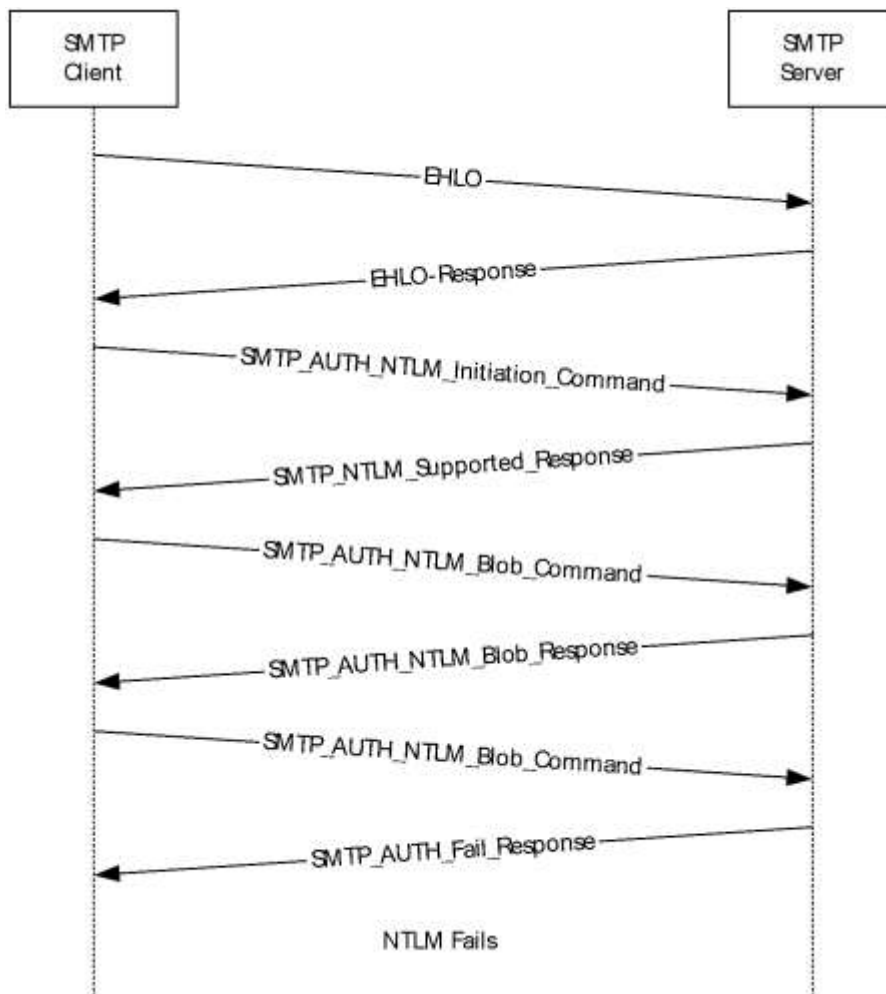 SMTP
Client
SMTP
Server
EHLO
EHLO-Response
SMTP_AUTH_NTLM_Initiation_Command
SMTP_NTLM_Supported_Response
SMTP_AUTH_NTLM_Blob_Command
SMTP_AUTH_NTLM_Blob_Response
SMTP_AUTH_NTLM_Blob_Command
SMTP_AUTH_Fail_Response
NTLM Fails